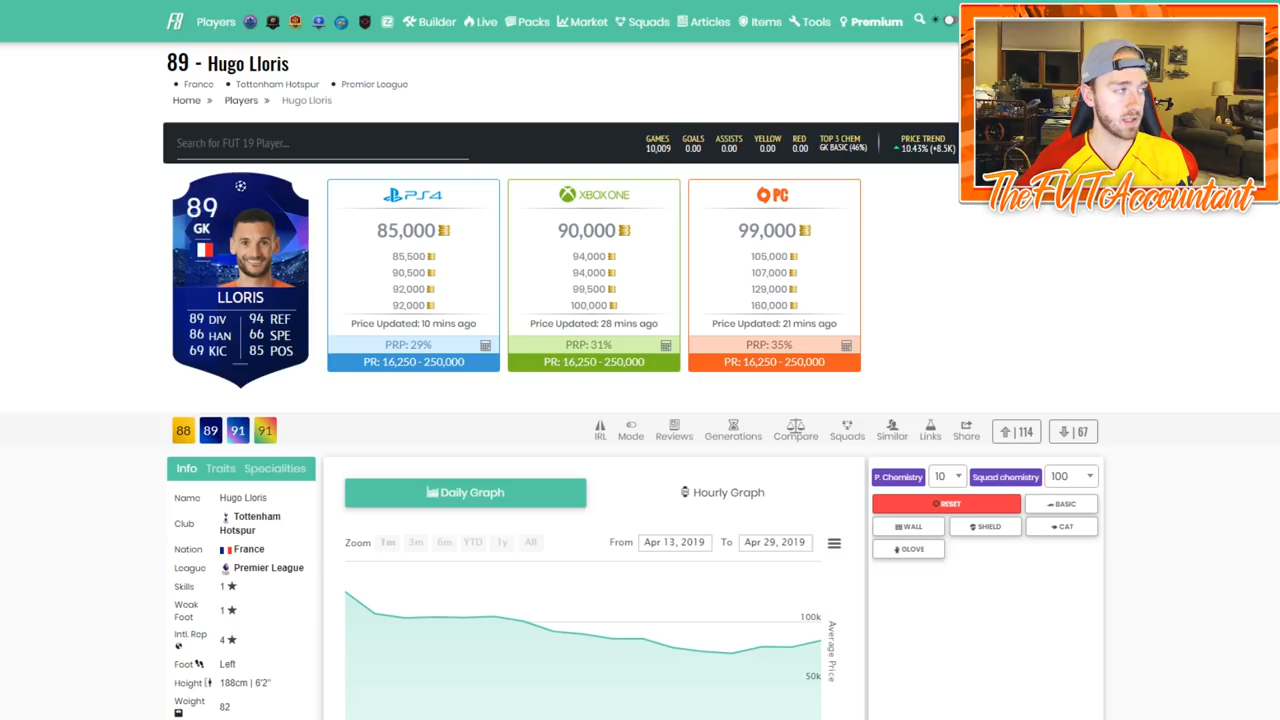 F8 Players Builder Live Packs Market Squads Articles Items Tools Premium
89 - Hugo Lloris
France Tottenham Hotspur Premier League
Home » Players » Hugo Lloris
Search for FUT 19 Player...
GAMES GOALS ASSISTS YELLOW RED TOP 3 CHEM PRICE TREND
10,009 0.00 0.00 0.00 0.00 GK BASIC (46%) 10.43% (+8.5K)
TheFUTAccountant
89
GK
LLORIS
89 DIV 94 REF
86 HAN 66 SPE
69 KIC 85 POS
PS4
85,000
85,500
90,500
92,000
92,000
Price Updated: 10 mins ago
PRP: 29%
PR: 16,250 - 250,000
XBOX ONE
90,000
94,000
94,000
99,500
100,000
Price Updated: 28 mins ago
PRP: 31%
PR: 16,250 - 250,000
PC
99,000
105,000
107,000
129,000
160,000
Price Updated: 21 mins ago
PRP: 35%
PR: 16,250 - 250,000
88 89 91 91
IRL Mode Reviews Generations Compare Squads Similar Links Share | 114 | 67
Info Traits Specialities
Name Hugo Lloris
Club Tottenham Hotspur
Nation France
League Premier League
Skills 1
Weak Foot 1
Intl. Rep 4
Foot Left
Height 188cm | 6'2"
Weight 82
Daily Graph Hourly Graph
Zoom 1m 3m 6m YTD 1y All From Apr 13, 2019 To Apr 29, 2019
100k
50k
Average Price
P. Chemistry 10 Squad chemistry 100
RESET BASIC
WALL SHIELD CAT
GLOVE